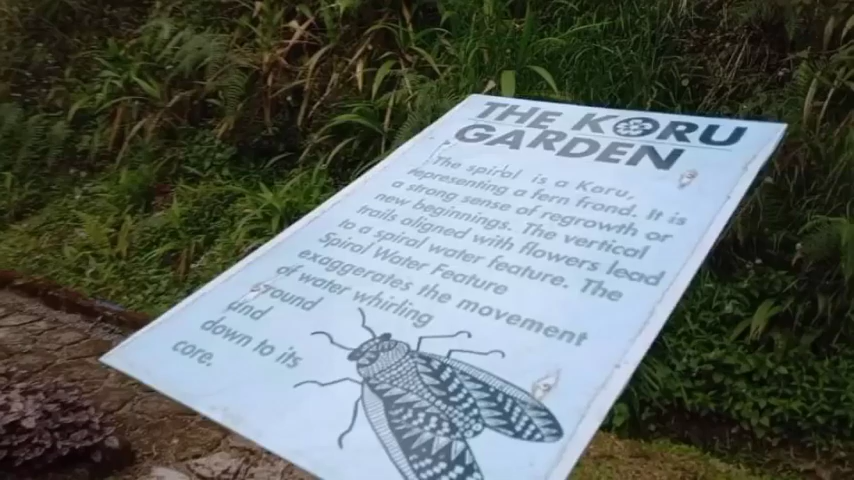 THE KORU
GARDEN
The spiral is a Koru,
representing a fern frond. It is
a strong sense of regrowth or
new beginnings. The vertical
trails aligned with flowers lead
to a spiral water feature. The
Spiral Water Feature
exaggerates the movement
of water whirling
around
and
down to its
core.